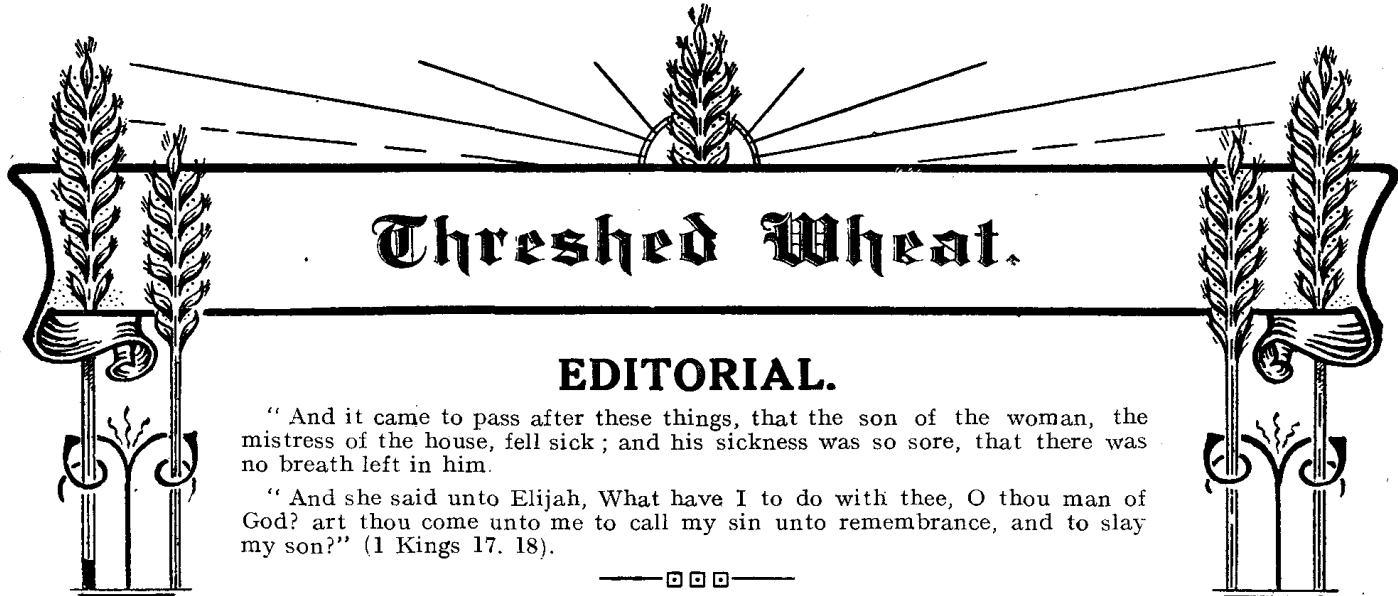 Threshed Wheat.
EDITORIAL.
“ And it came to pass after these things, that the son of the woman, the
mistress of the house, fell sick ; and his sickness was so sore, that there was
no breath left in him.
“ And she said unto Elijah, What have I to do with thee, O thou man of
God? art thou come unto me to call my sin unto remembrance, and to slay
my son?” (1 Kings 17. 18).